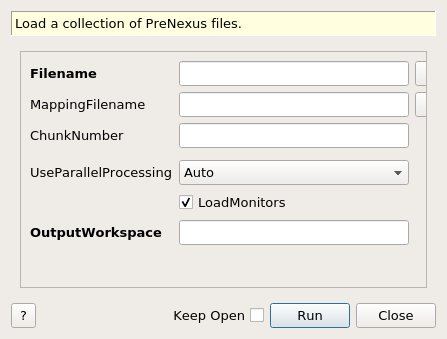 Load a collection of PreNexus files.
Filename
MappingFilename
ChunkNumber
UseParallelProcessing Auto
LoadMonitors
OutputWorkspace
? Keep Open Run Close